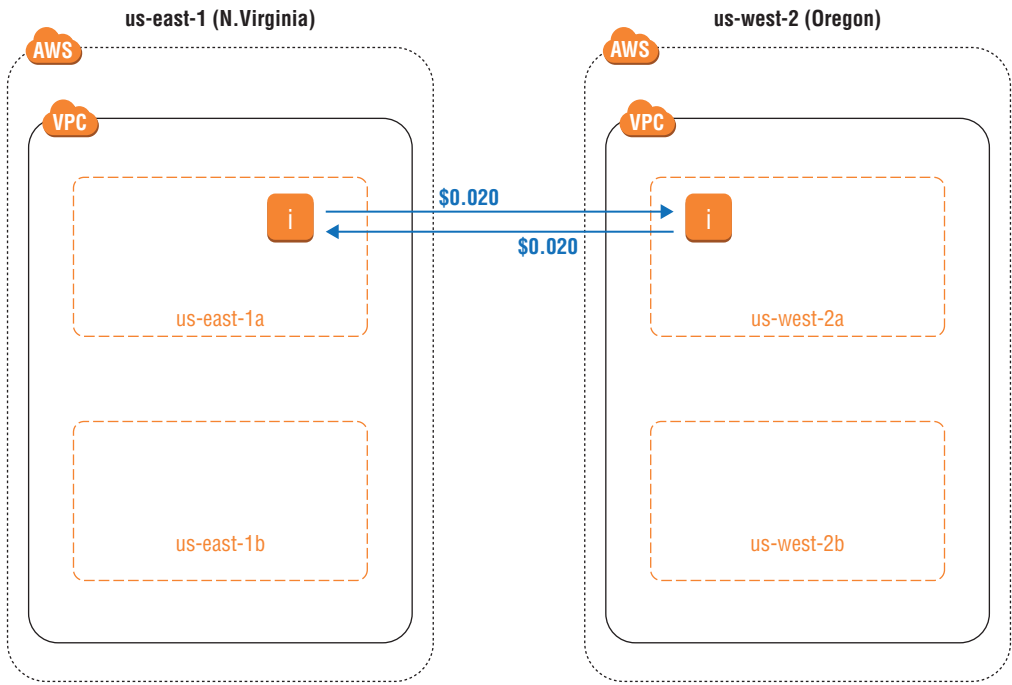 us-east-1 (N.Virginia)
us-west-2 (Oregon)
AWS
AWS
VPC
VPC
i
$0.020
i
$0.020
us-east-1a
us-west-2a
us-east-1b
us-west-2b